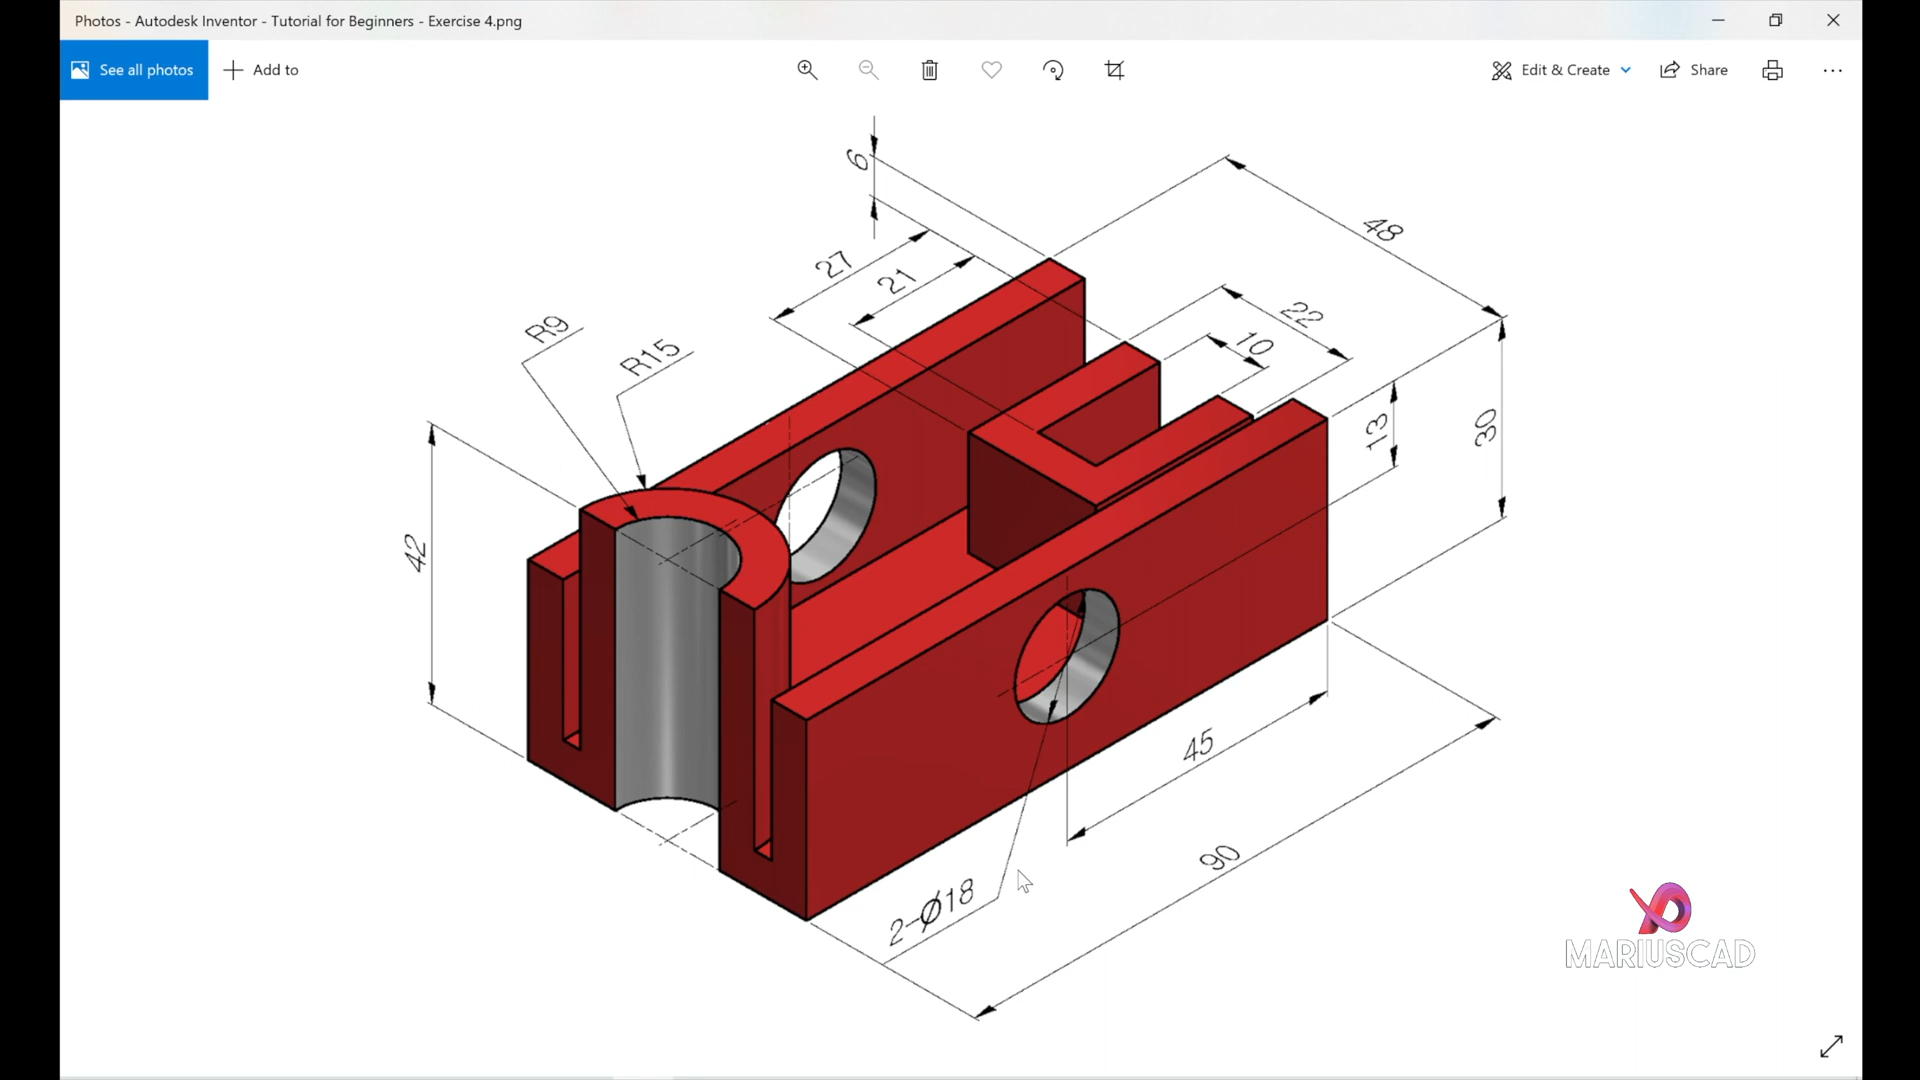 Photos - Autodesk Inventor - Tutorial for Beginners - Exercise 4.png
See all photos
Add to
Edit & Create
Share
6
48
27
21
22
10
R9
R15
13
30
42
45
90
2-Ø18
MARIUSCAD